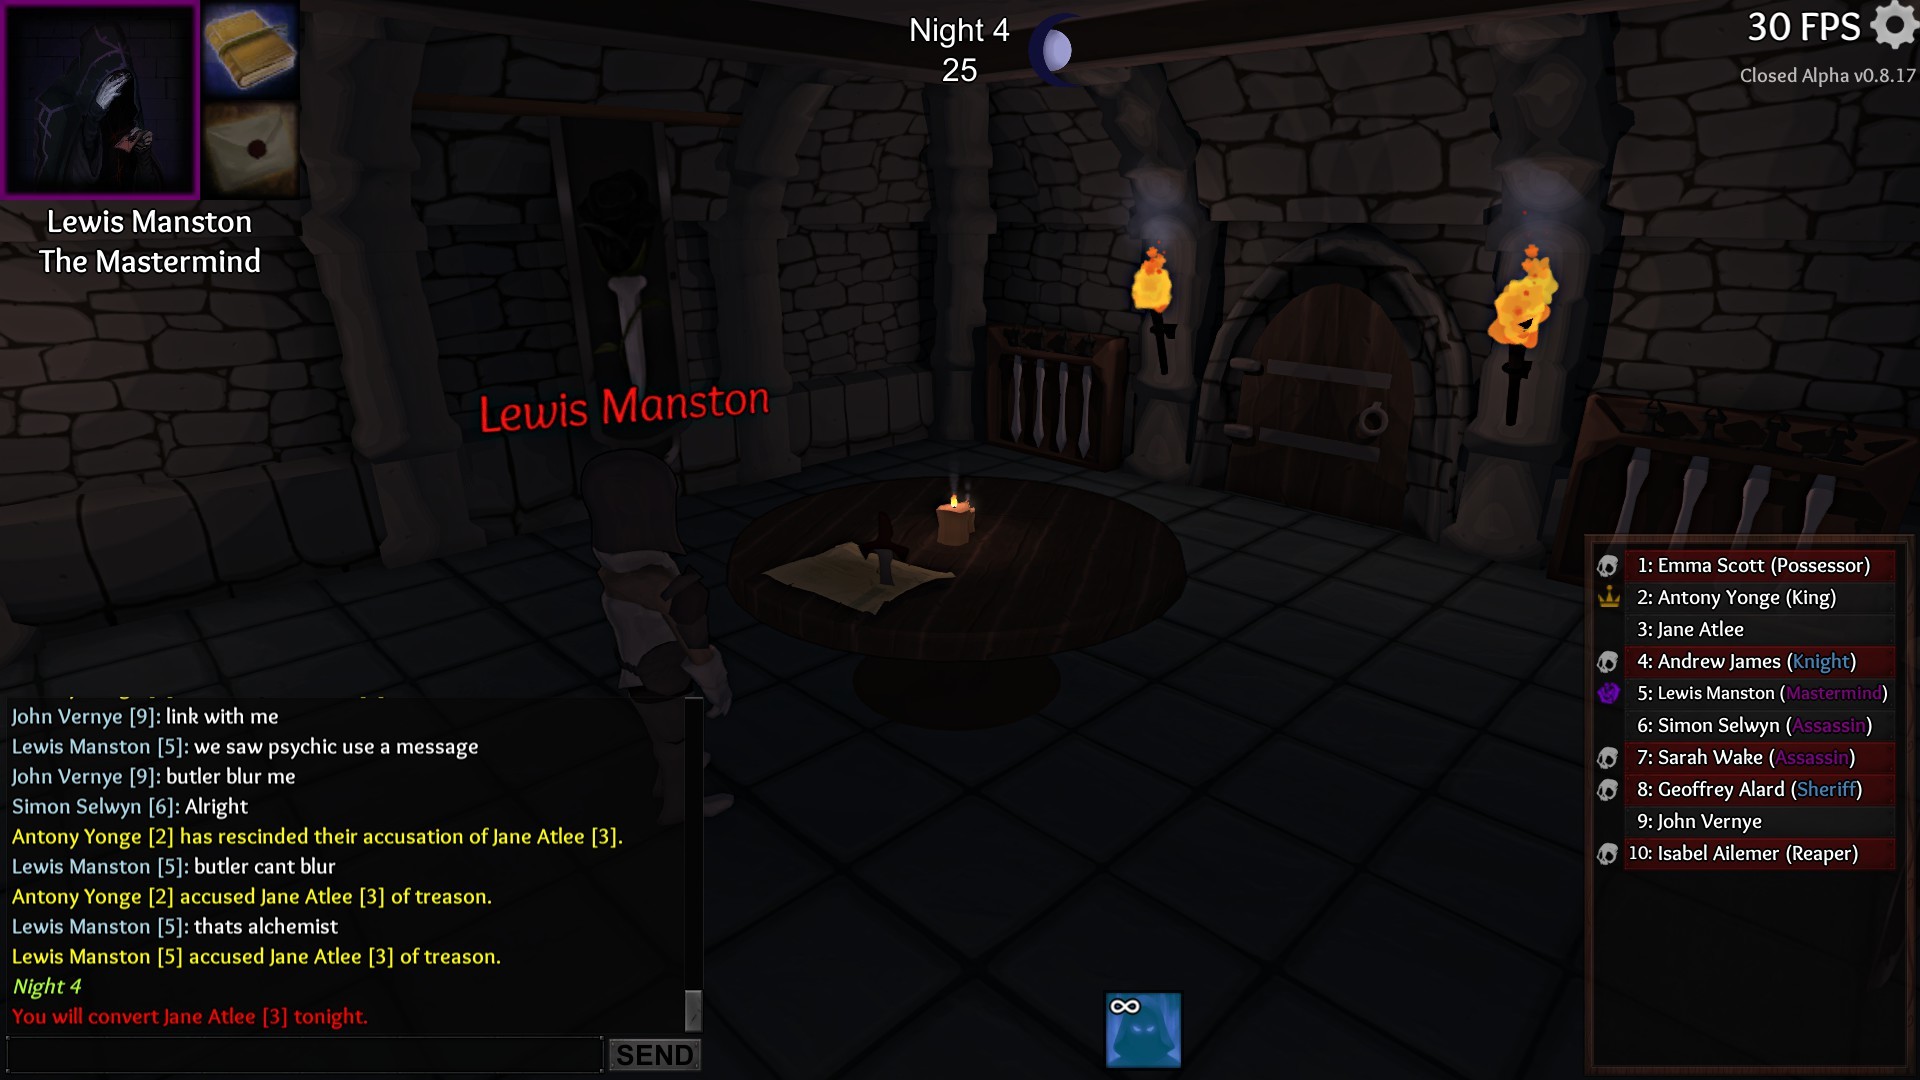 Night 4
25
30 FPS
Closed Alpha v0.8.17
Lewis Manston
The Mastermind
Lewis Manston
John Vernye [9]: link with me
Lewis Manston [5]: we saw psychic use a message
John Vernye [9]: butler blur me
Simon Selwyn [6]: Alright
Antony Yonge [2] has rescinded their accusation of Jane Atlee [3].
Lewis Manston [5]: butler cant blur
Antony Yonge [2] accused Jane Atlee [3] of treason.
Lewis Manston [5]: thats alchemist
Lewis Manston [5] accused Jane Atlee [3] of treason.
Night 4
You will convert Jane Atlee [3] tonight.
SEND
∞
1: Emma Scott (Possessor)
2: Antony Yonge (King)
3: Jane Atlee
4: Andrew James (Knight)
5: Lewis Manston (Mastermind)
6: Simon Selwyn (Assassin)
7: Sarah Wake (Assassin)
8: Geoffrey Alard (Sheriff)
9: John Vernye
10: Isabel Ailemer (Reaper)